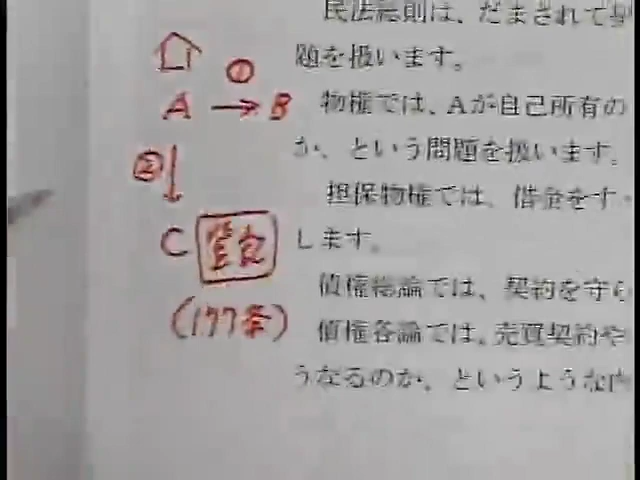 民法総則は、だまされて
題を扱います。
① 
A → B
物権では、Aが自己所有の
②
か、という問題を扱います。
担保物権では、借金をす
C 登記
します。
(177条)
債権総論では、契約を守ら
債権各論では、売買契約や
うなるのか、というような内